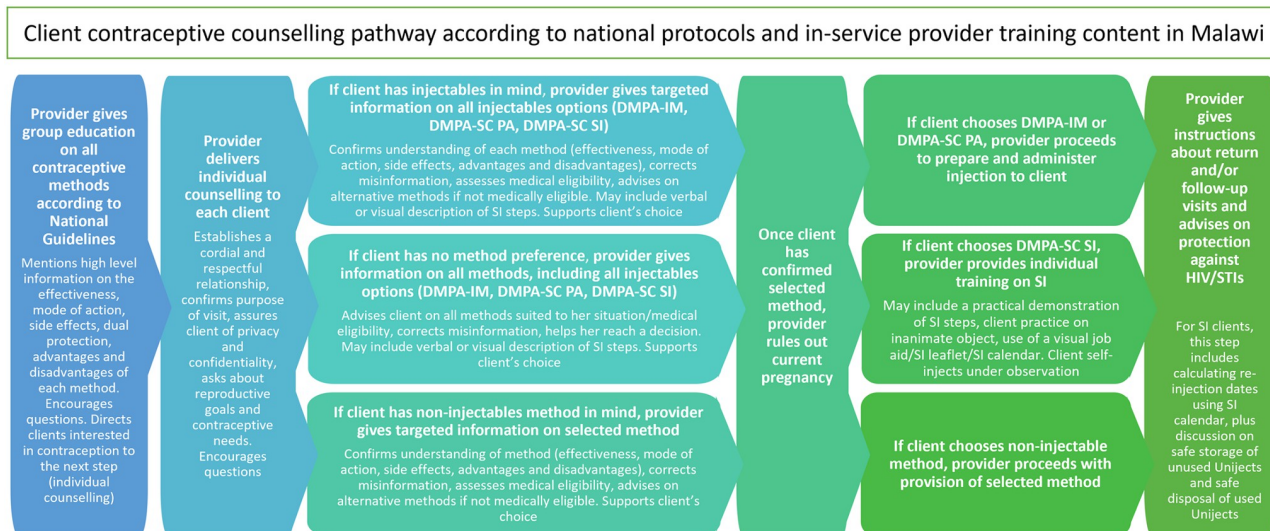 Client contraceptive counselling pathway according to national protocols and in-service provider training content in Malawi
Provider gives
group education
on all
contraceptive
methods
according to
National
Guidelines
Mentions high level
information on the
effectiveness,
mode of action,
side effects, dual
protection,
advantages and
disadvantages of
each method.
Encourages
questions. Directs
clients interested
in contraception to
the next step
(individual
counselling)
Provider
delivers
individual
counselling to
each client
Establishes a
cordial and
respectful
relationship,
confirms purpose
of visit, assures
client of privacy
and
confidentiality,
asks about
reproductive
goals and
contraceptive
needs.
Encourages
questions
If client has injectables in mind, provider gives targeted
information on all injectables options (DMPA-IM,
DMPA-SC PA, DMPA-SC SI)
Confirms understanding of each method (effectiveness, mode of
action, side effects, advantages and disadvantages), corrects
misinformation, assesses medical eligibility, advises on
alternative methods if not medically eligible. May include verbal
or visual description of SI steps. Supports client's choice
If client has no method preference, provider gives
information on all methods, including all injectables
options (DMPA-IM, DMPA-SC PA, DMPA-SC SI)
Advises client on all methods suited to her situation/medical
eligibility, corrects misinformation, helps her reach a decision.
May include verbal or visual description of SI steps. Supports
client's choice
If client has non-injectables method in mind, provider
gives targeted information on selected method
Confirms understanding of method (effectiveness, mode of
action, side effects, advantages and disadvantages), corrects
misinformation, assesses medical eligibility, advises on
alternative methods if not medically eligible. Supports client's
choice
Once client
has
confirmed
selected
method,
provider
rules out
current
pregnancy
If client chooses DMPA-IM or
DMPA-SC PA, provider proceeds
to prepare and administer
injection to client
If client chooses DMPA-SC SI,
provider provides individual
training on SI
May include a practical demonstration
of SI steps, client practice on
inanimate object, use of a visual job
aid/SI leaflet/SI calendar. Client self-
injects under observation
If client chooses non-injectable
method, provider proceeds with
provision of selected method
Provider
gives
instructions
about return
and/or
follow-up
visits and
advises on
protection
against
HIV/STIs
For SI clients,
this step
includes
calculating re-
injection dates
using SI
calendar, plus
discussion on
safe storage of
unused Unijects
and safe
disposal of used
Unijects